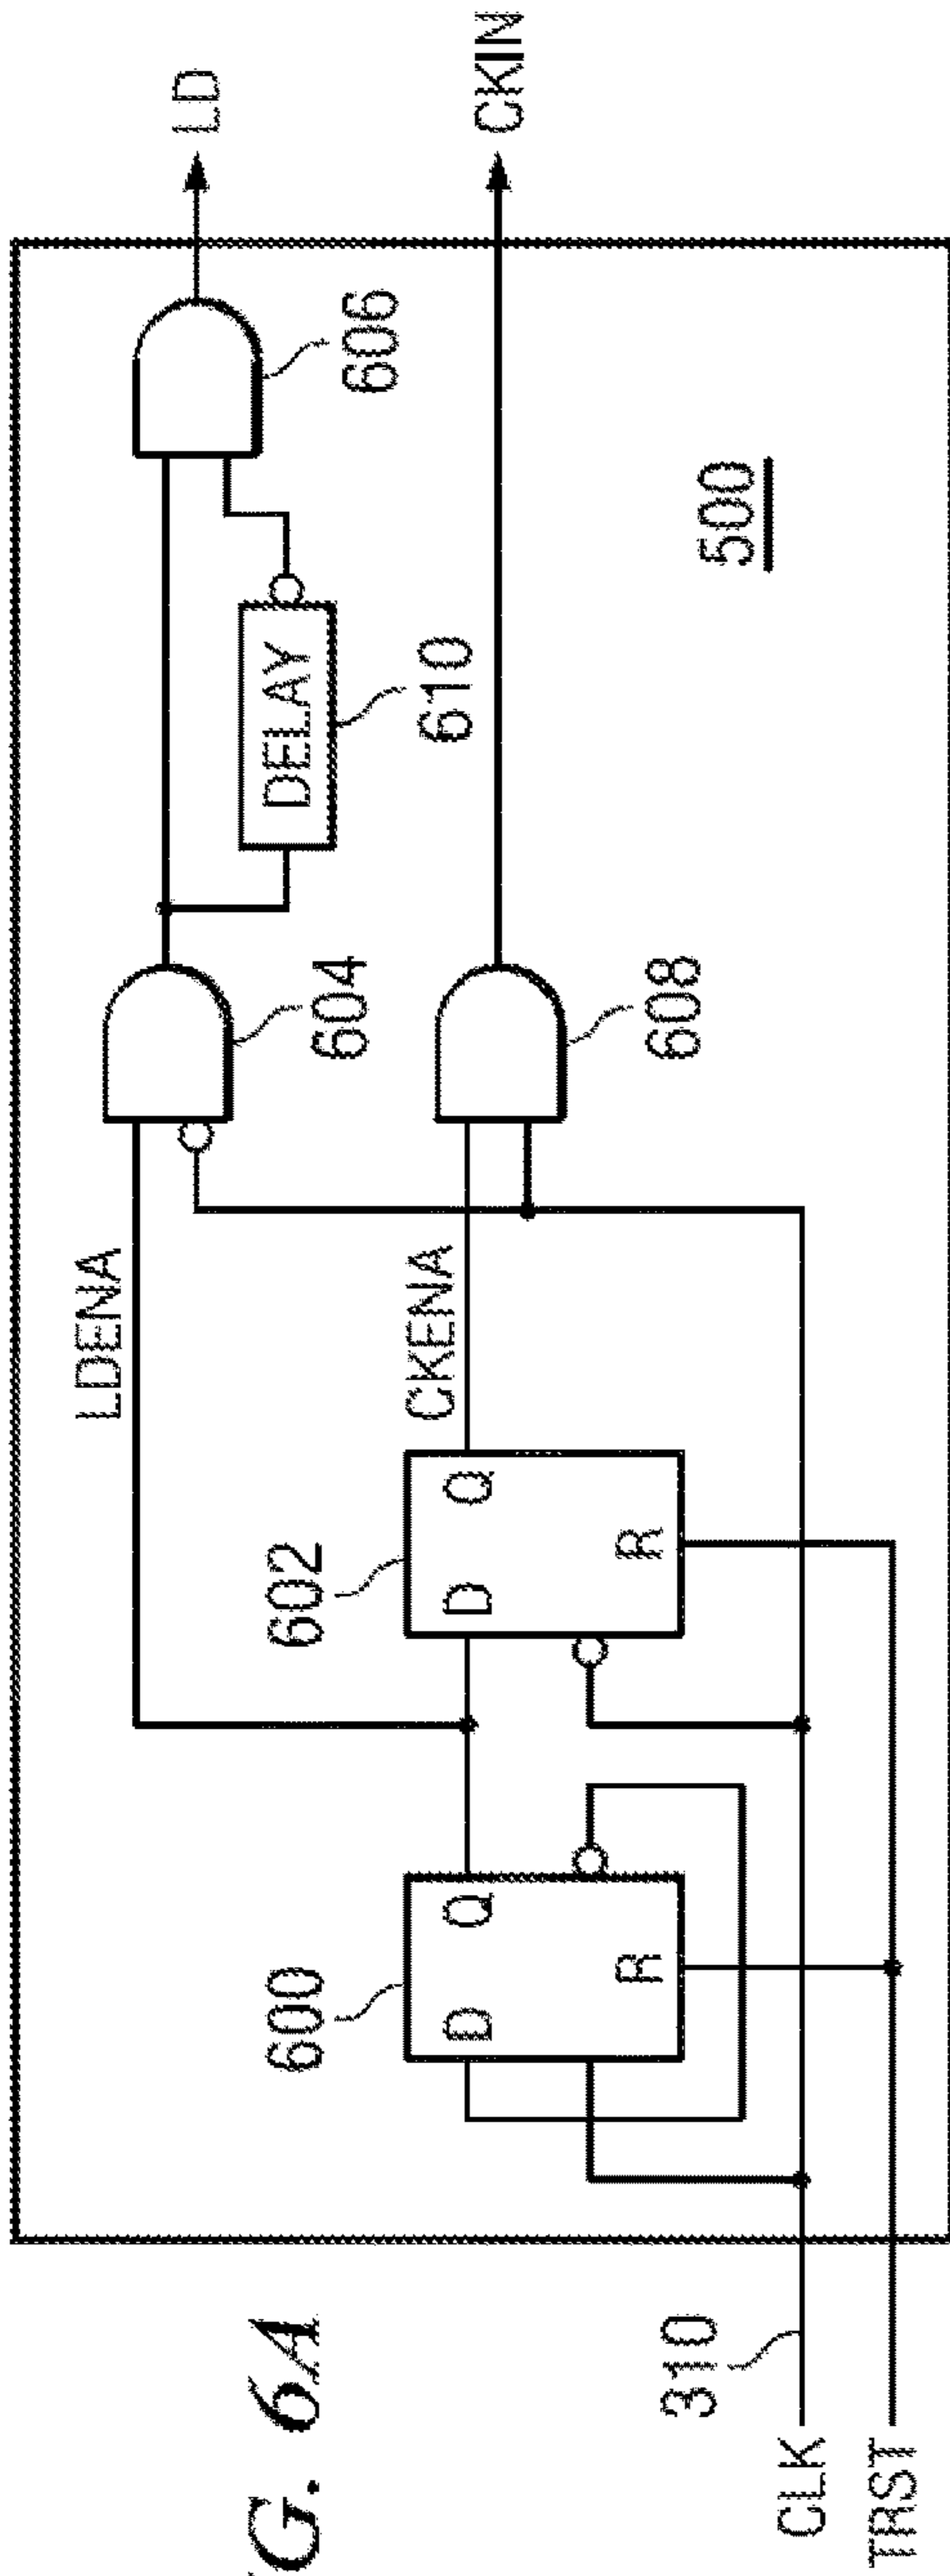 G. 6A
LD
CKIN
606
500
DELAY
610
604
608
LDENA
CKENA
602
D
Q
R
600
D
Q
R
310
CLK
TRST